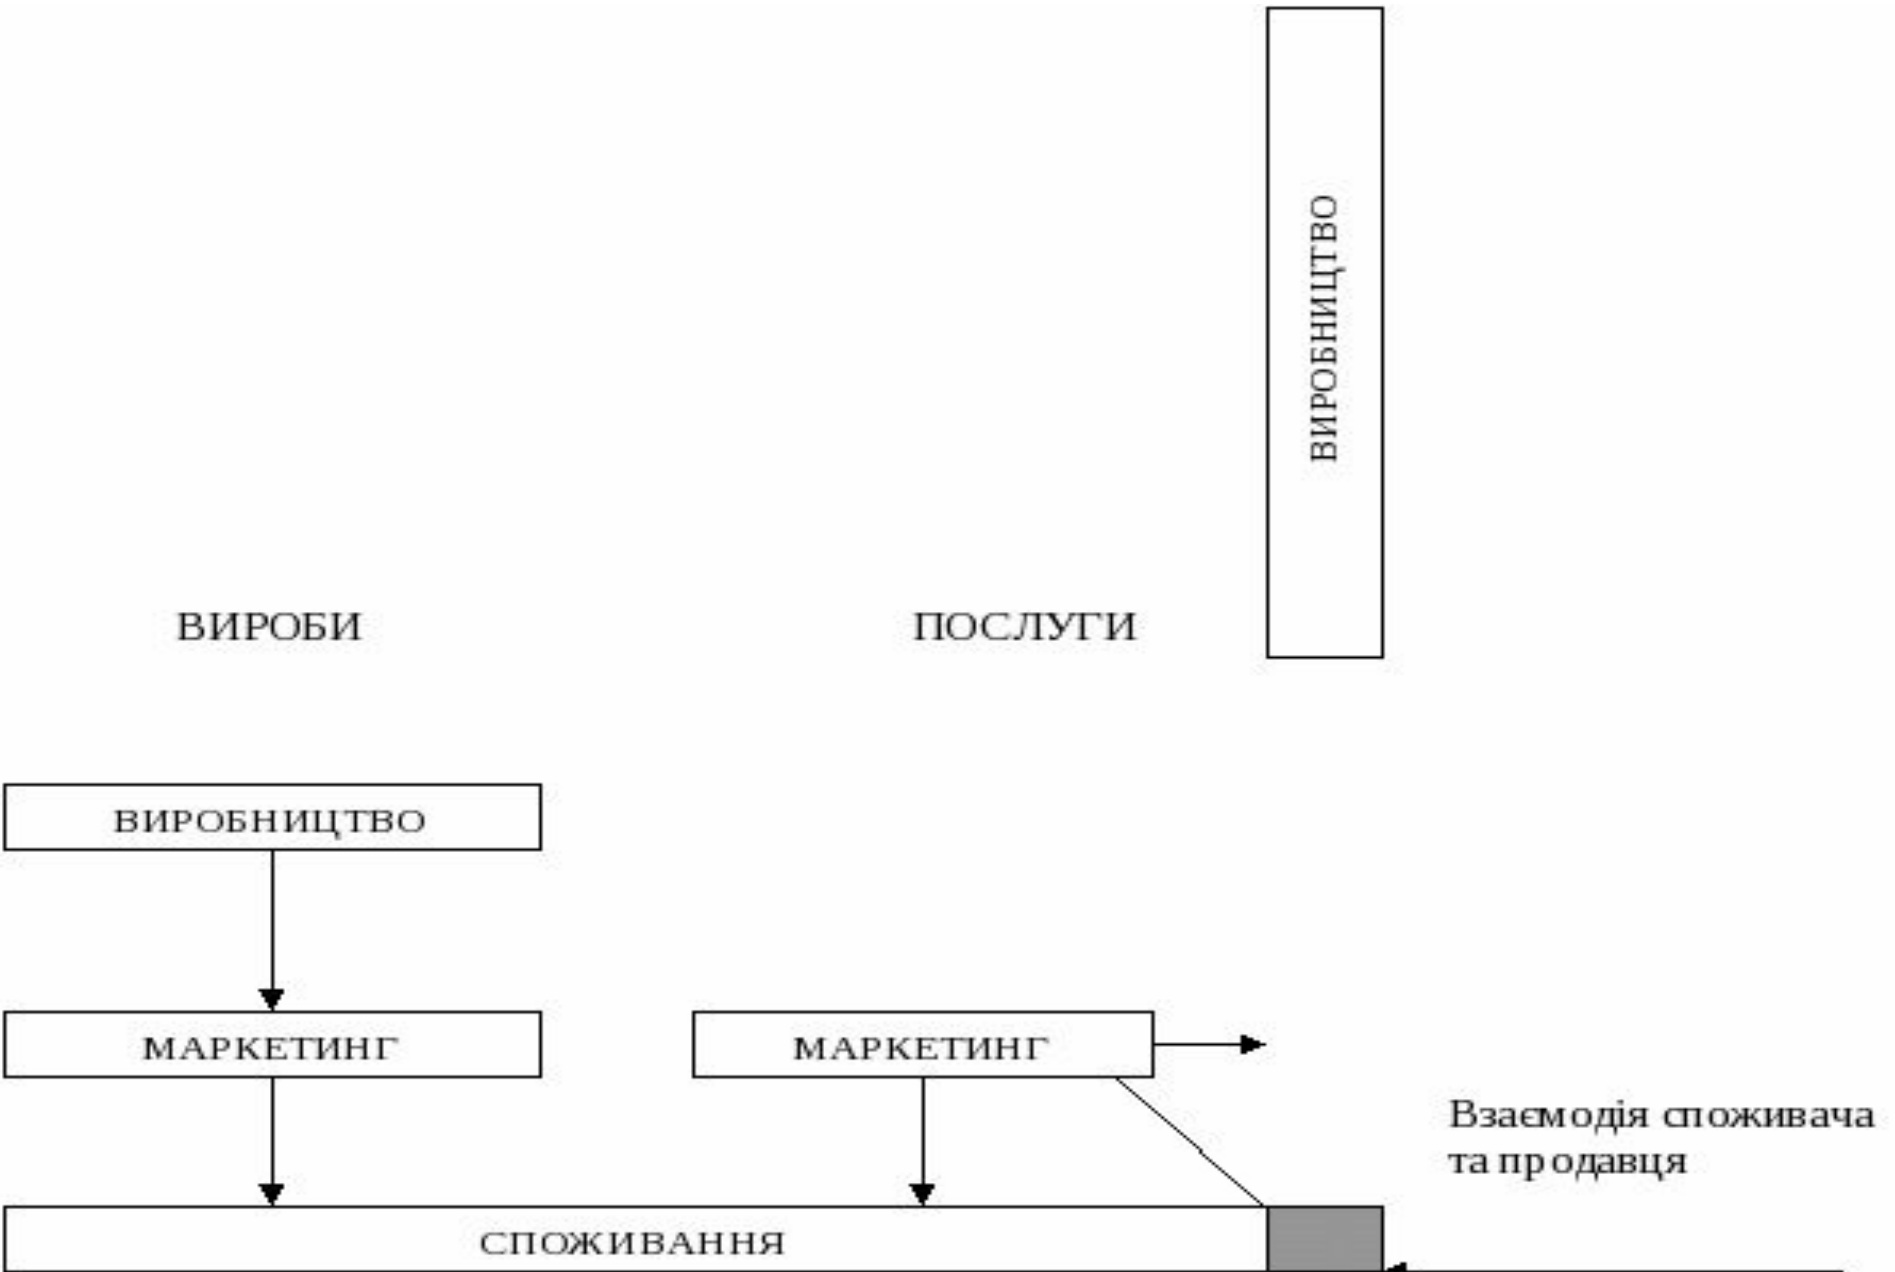 ВИРОБНИЦТВО
ВИРОБИ
ПОСЛУГИ
ВИРОБНИЦТВО
МАРКЕТИНГ
МАРКЕТИНГ
Взаємодія споживача
та продавця
СПОЖИВАННЯ